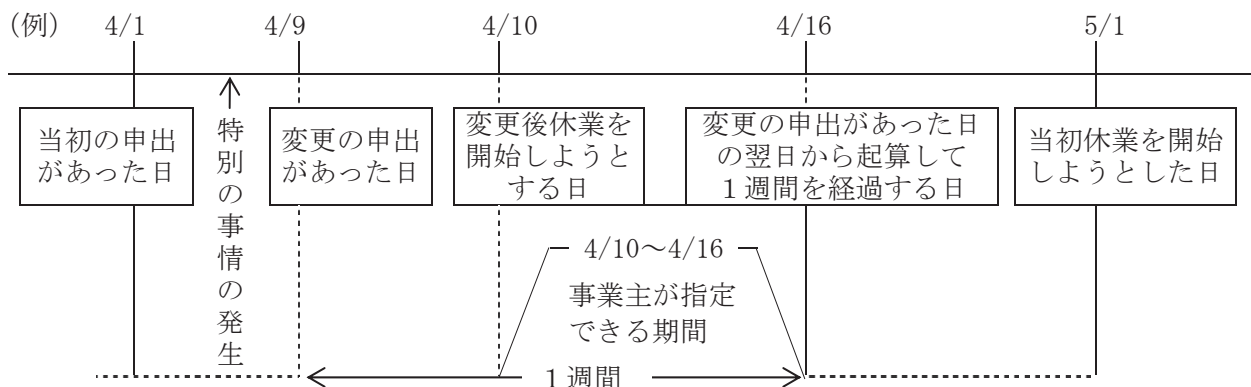 (例) 4/1 4/9 4/10 4/16 5/1
当初の申出
があった日
特別の事情の発生
変更の申出
があった日
変更後休業を
開始しようと
する日
変更の申出があった日
の翌日から起算して
1週間を経過する日
当初休業を開始
しようとした日
4/10～4/16
事業主が指定
できる期間
1週間